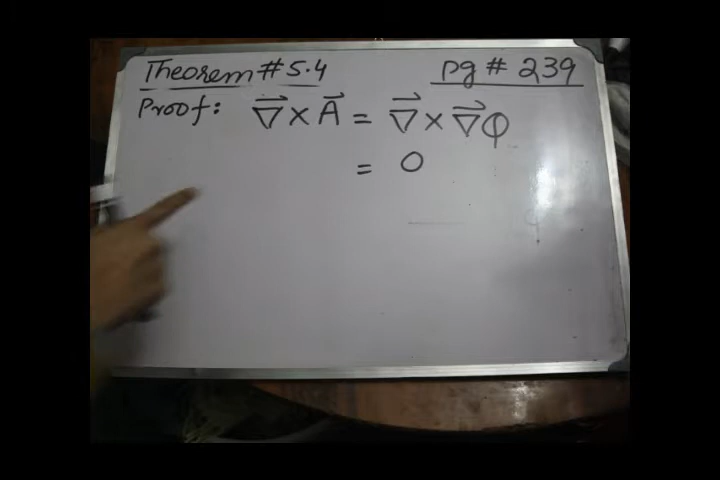 Theorem # 5.4
pg # 239
Proof: ∇⃗ × A⃗ = ∇⃗ × ∇⃗φ
= 0